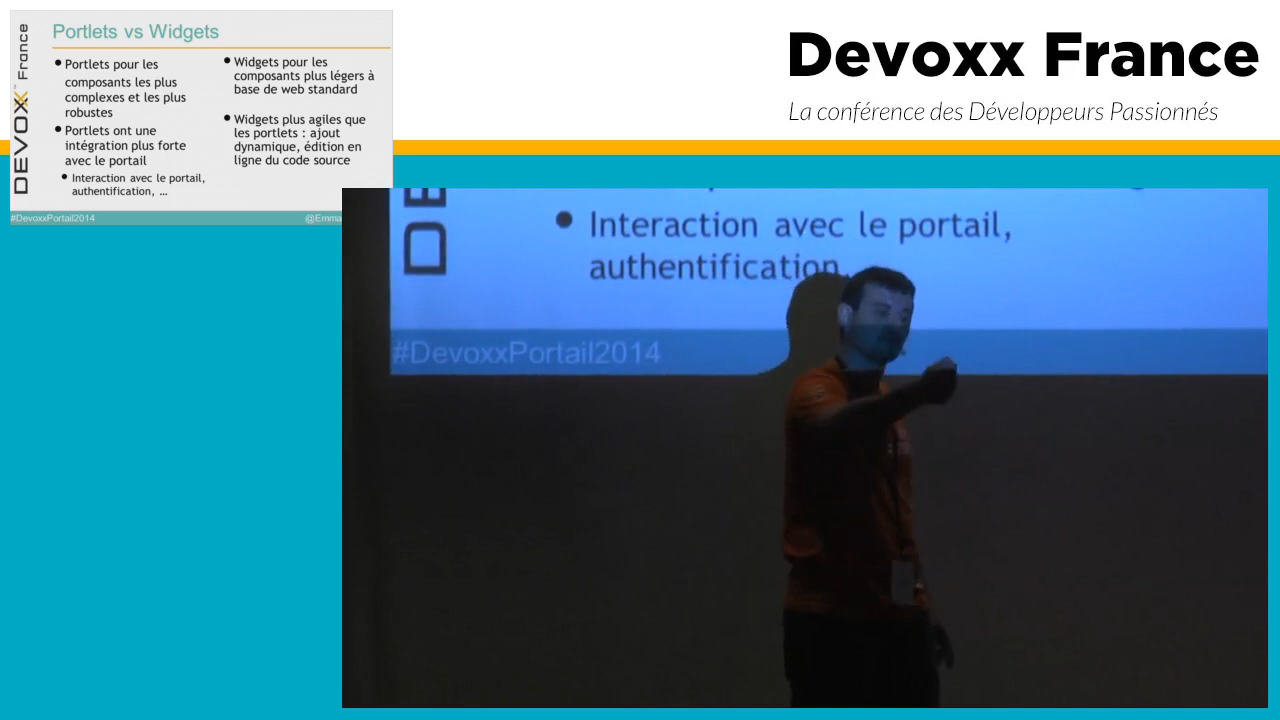 Portlets vs Widgets
DEVOXX™ France
Portlets pour les
composants les plus
complexes et les plus
robustes
Portlets ont une
intégration plus forte
avec le portail
Interaction avec le portail,
authentification, ...
Widgets pour les
composants plus légers à
base de web standard
Widgets plus agiles que
les portlets : ajout
dynamique, édition en
ligne du code source
#DevoxxPortail2014
@Emma
Devoxx France
La conférence des Développeurs Passionnés
DE
Interaction avec le portail,
authentification,
#DevoxxPortail2014